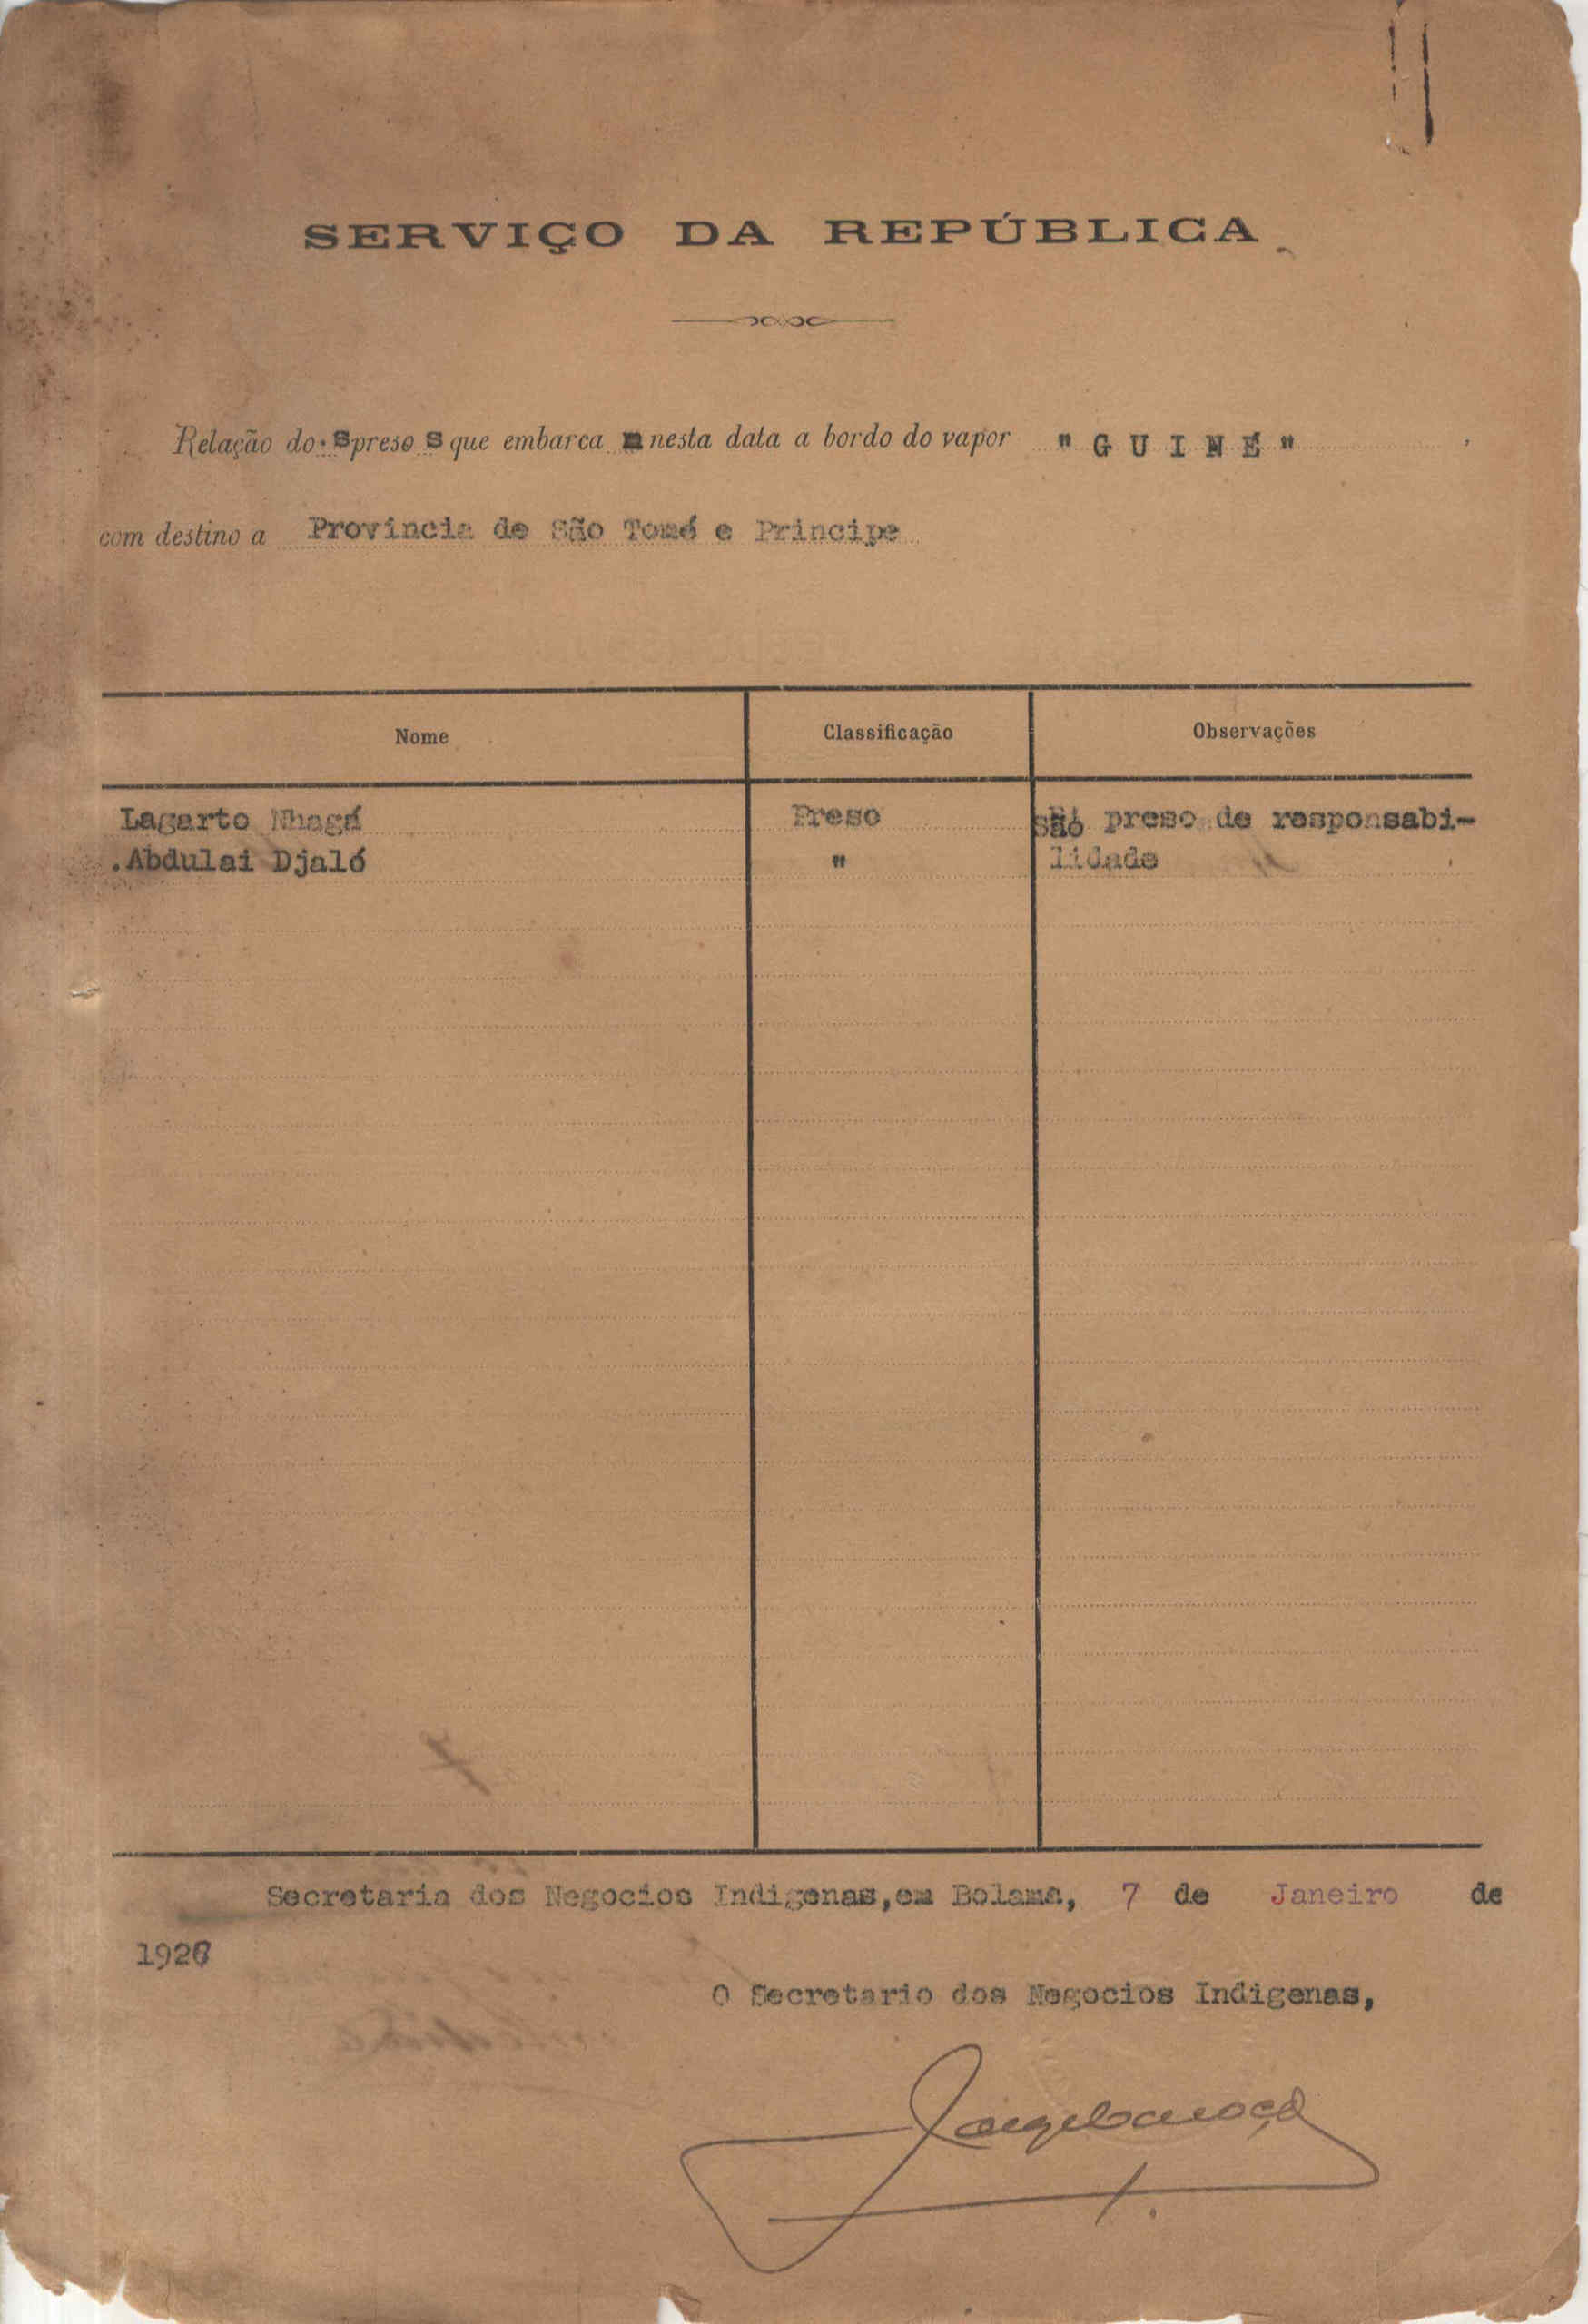 SERVIÇO DA REPÚBLICA
Relação dos presos que embarcam nesta data a bordo do vapor "GUINÉ"
com destino a Provincia de São Tomé e Principe
Nome Classificação Observações
Lagarto Nhagá Preso São preso de responsabi-
.Abdulai Djaló " lidade
Secretaria dos Negocios Indigenas,em Bolama, 7 de Janeiro de
192
O Secretario dos Negocios Indigenas,